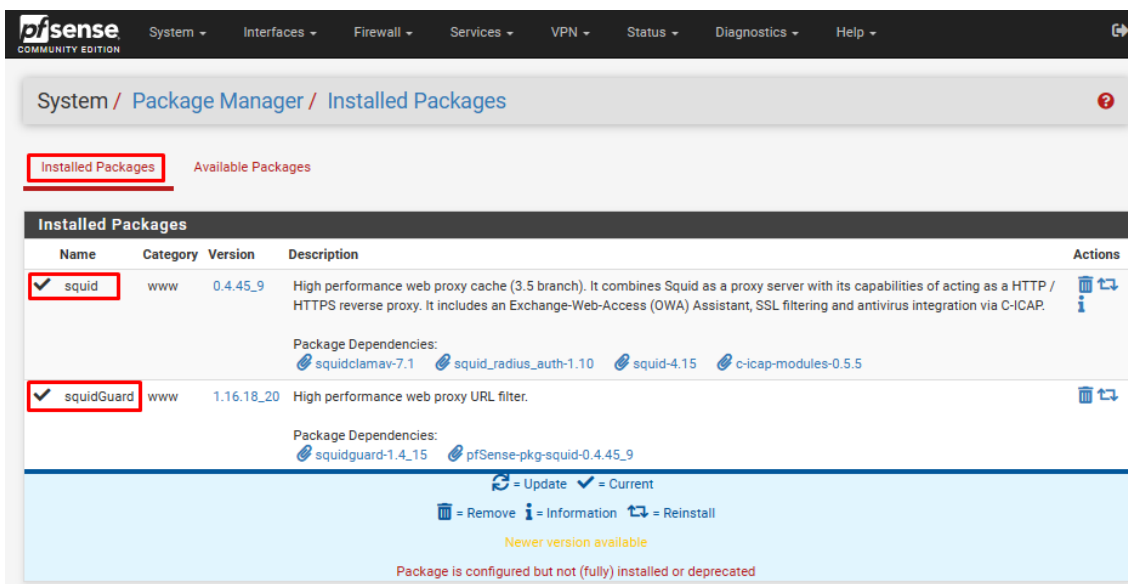 pfsense
COMMUNITY EDITION
System Interfaces Firewall Services VPN Status Diagnostics Help
System / Package Manager / Installed Packages
Installed Packages Available Packages
Installed Packages
Name Category Version Description Actions
squid www 0.4.45_9 High performance web proxy cache (3.5 branch). It combines Squid as a proxy server with its capabilities of acting as a HTTP /
HTTPS reverse proxy. It includes an Exchange-Web-Access (OWA) Assistant, SSL filtering and antivirus integration via C-ICAP.
Package Dependencies:
squidclamav-7.1 squid_radius_auth-1.10 squid-4.15 c-icap-modules-0.5.5
squidGuard www 1.16.18_20 High performance web proxy URL filter.
Package Dependencies:
squidguard-1.4_15 pfSense-pkg-squid-0.4.45_9
= Update = Current
= Remove = Information = Reinstall
Newer version available
Package is configured but not (fully) installed or deprecated